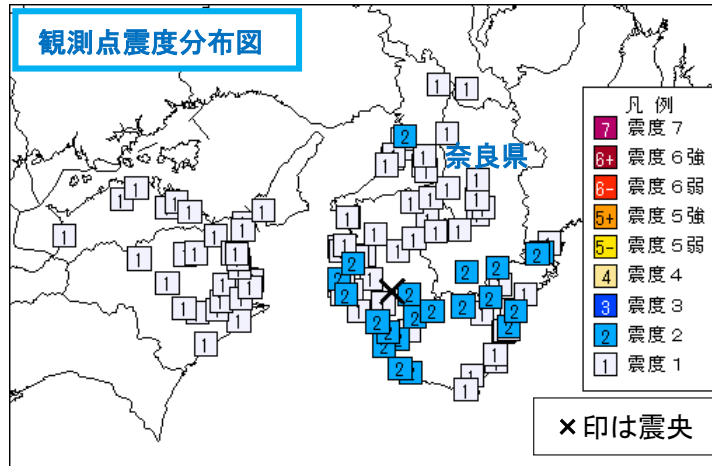 観測点震度分布図
奈良県
凡例
7 震度7
6+ 震度6強
6- 震度6弱
5+ 震度5強
5- 震度5弱
4 震度4
3 震度3
2 震度2
1 震度1
×印は震央